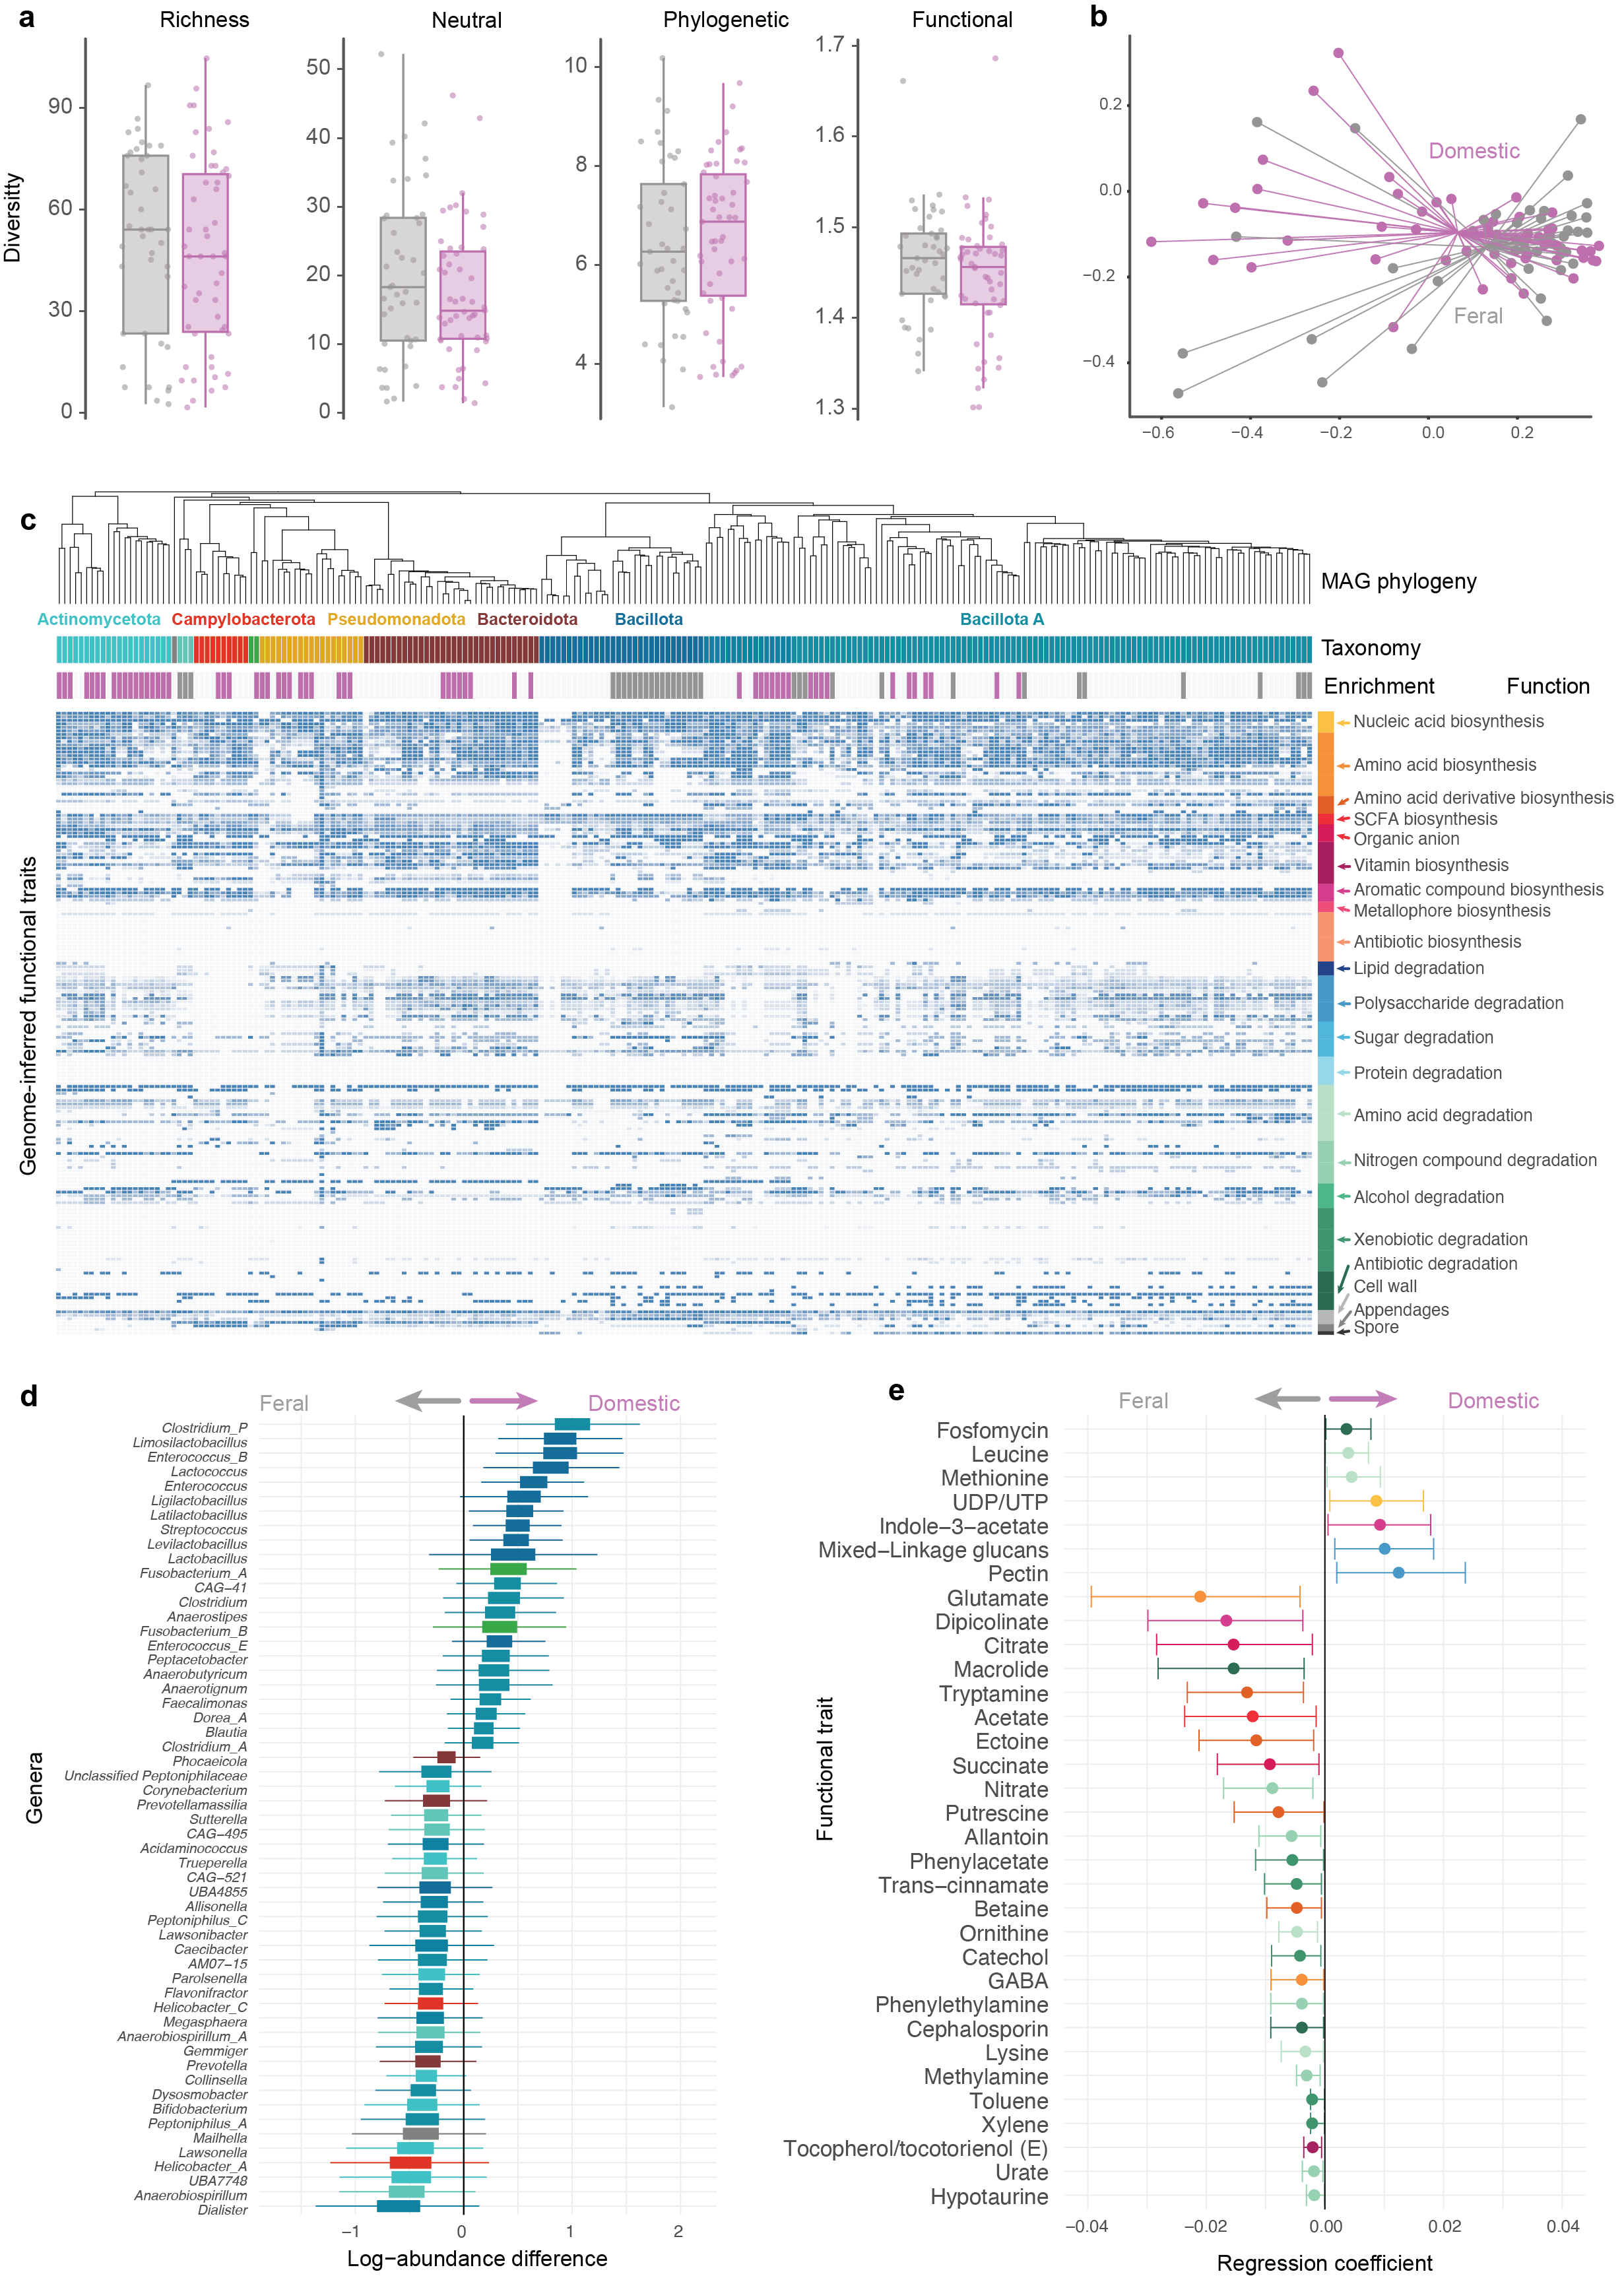 a
Richness
Neutral
Phylogenetic
Functional
Diversitty
90
60
30
0
50
40
30
20
10
0
10
8
6
4
1.7
1.6
1.5
1.4
1.3
b
0.2
0.0
−0.2
−0.4
Domestic
Feral
−0.6
−0.4
−0.2
0.0
0.2
c
MAG phylogeny
Actinomycetota
Campylobacterota
Pseudomonadota
Bacteroidota
Bacillota
Bacillota A
Taxonomy
Enrichment
Function
Genome-inferred functional traits
Nucleic acid biosynthesis
Amino acid biosynthesis
Amino acid derivative biosynthesis
SCFA biosynthesis
Organic anion
Vitamin biosynthesis
Aromatic compound biosynthesis
Metallophore biosynthesis
Antibiotic biosynthesis
Lipid degradation
Polysaccharide degradation
Sugar degradation
Protein degradation
Amino acid degradation
Nitrogen compound degradation
Alcohol degradation
Xenobiotic degradation
Antibiotic degradation
Cell wall
Appendages
Spore
d
Feral
Domestic
Genera
Clostridium_P
Limosilactobacillus
Enterococcus_B
Lactococcus
Enterococcus
Ligilactobacillus
Latilactobacillus
Streptococcus
Levilactobacillus
Lactobacillus
Fusobacterium_A
CAG−41
Clostridium
Anaerostipes
Fusobacterium_B
Enterococcus_E
Peptacetobacter
Anaerobutyricum
Anaerotignum
Faecalimonas
Dorea_A
Blautia
Clostridium_A
Phocaeicola
Unclassified Peptoniphilaceae
Corynebacterium
Prevotellamassilia
Sutterella
CAG−495
Acidaminococcus
Trueperella
CAG−521
UBA4855
Allisonella
Peptoniphilus_C
Lawsonibacter
Caecibacter
AM07−15
Parolsenella
Flavonifractor
Helicobacter_C
Megasphaera
Anaerobiospirillum_A
Gemmiger
Prevotella
Collinsella
Dysosmobacter
Bifidobacterium
Peptoniphilus_A
Mailhella
Lawsonella
Helicobacter_A
UBA7748
Anaerobiospirillum
Dialister
−1
0
1
2
Log−abundance difference
e
Feral
Domestic
Functional trait
Fosfomycin
Leucine
Methionine
UDP/UTP
Indole−3−acetate
Mixed−Linkage glucans
Pectin
Glutamate
Dipicolinate
Citrate
Macrolide
Tryptamine
Acetate
Ectoine
Succinate
Nitrate
Putrescine
Allantoin
Phenylacetate
Trans−cinnamate
Betaine
Ornithine
Catechol
GABA
Phenylethylamine
Cephalosporin
Lysine
Methylamine
Toluene
Xylene
Tocopherol/tocotorienol (E)
Urate
Hypotaurine
−0.04
−0.02
0.00
0.02
0.04
Regression coefficient